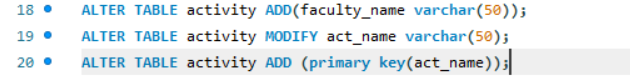 18 ALTER TABLE activity ADD(faculty_name varchar(50));
19 ALTER TABLE activity MODIFY act_name varchar(50);
20 ALTER TABLE activity ADD (primary key(act_name));